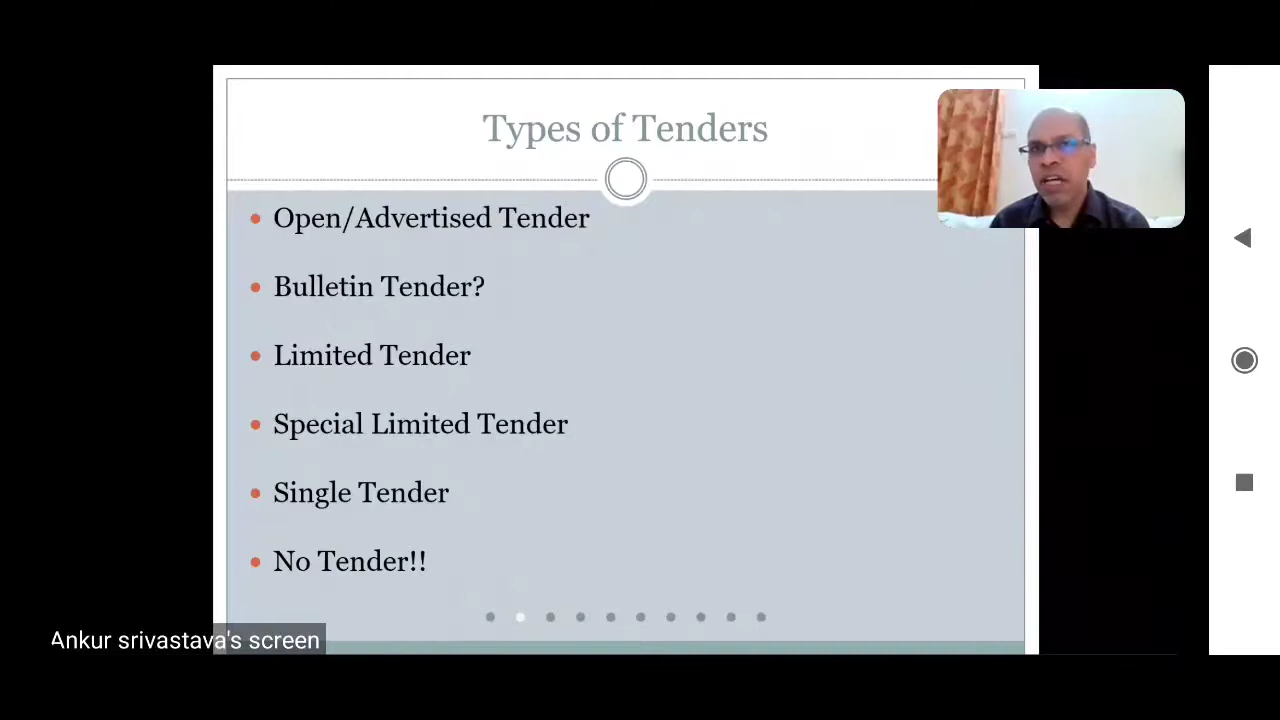 Types of Tenders
Open/Advertised Tender
Bulletin Tender?
Limited Tender
Special Limited Tender
Single Tender
No Tender!!
Ankur srivastava's screen